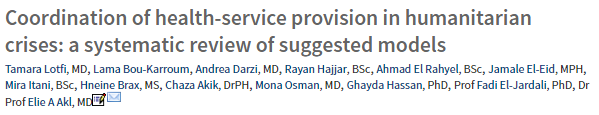 Coordination of health-service provision in humanitarian
crises: a systematic review of suggested models
Tamara Lotfi, MD, Lama Bou-Karroum, Andrea Darzi, MD, Rayan Hajjar, BSc, Ahmad El Rahyel, BSc, Jamale El-Eid, MPH,
Mira Itani, BSc, Hneine Brax, MS, Chaza Akik, DrPH, Mona Osman, MD, Ghayda Hassan, PhD, Prof Fadi El-Jardali, PhD, Dr
Prof Elie A Akl, MD